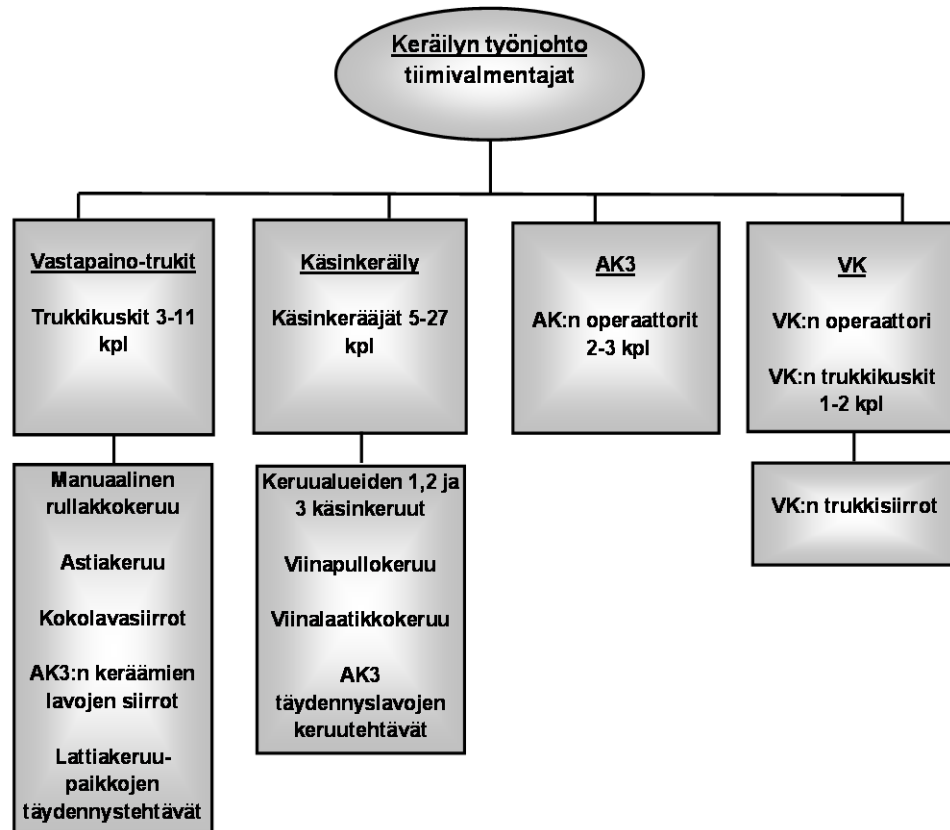 Keräilyn työnjohto
tiimivalmentajat
Vastapaino-trukit
Trukkikuskit 3-11
kpl
Käsinkeräily
Käsinkerääjät 5-27
kpl
AK3
AK:n operaattorit
2-3 kpl
VK
VK:n operaattori
VK:n trukkikuskit
1-2 kpl
Manuaalinen
rullakkokeruu
Astiakeruu
Kokolavasiirrot
AK3:n keräämien
lavojen siirrot
Lattiakeruu-
paikkojen
täydennystehtävät
Keruualueiden 1,2 ja
3 käsinkeruut
Viinapullokeruu
Viinalaatikkokeruu
AK3
täydennyslavojen
keruutehtävät
VK:n trukkisiirrot